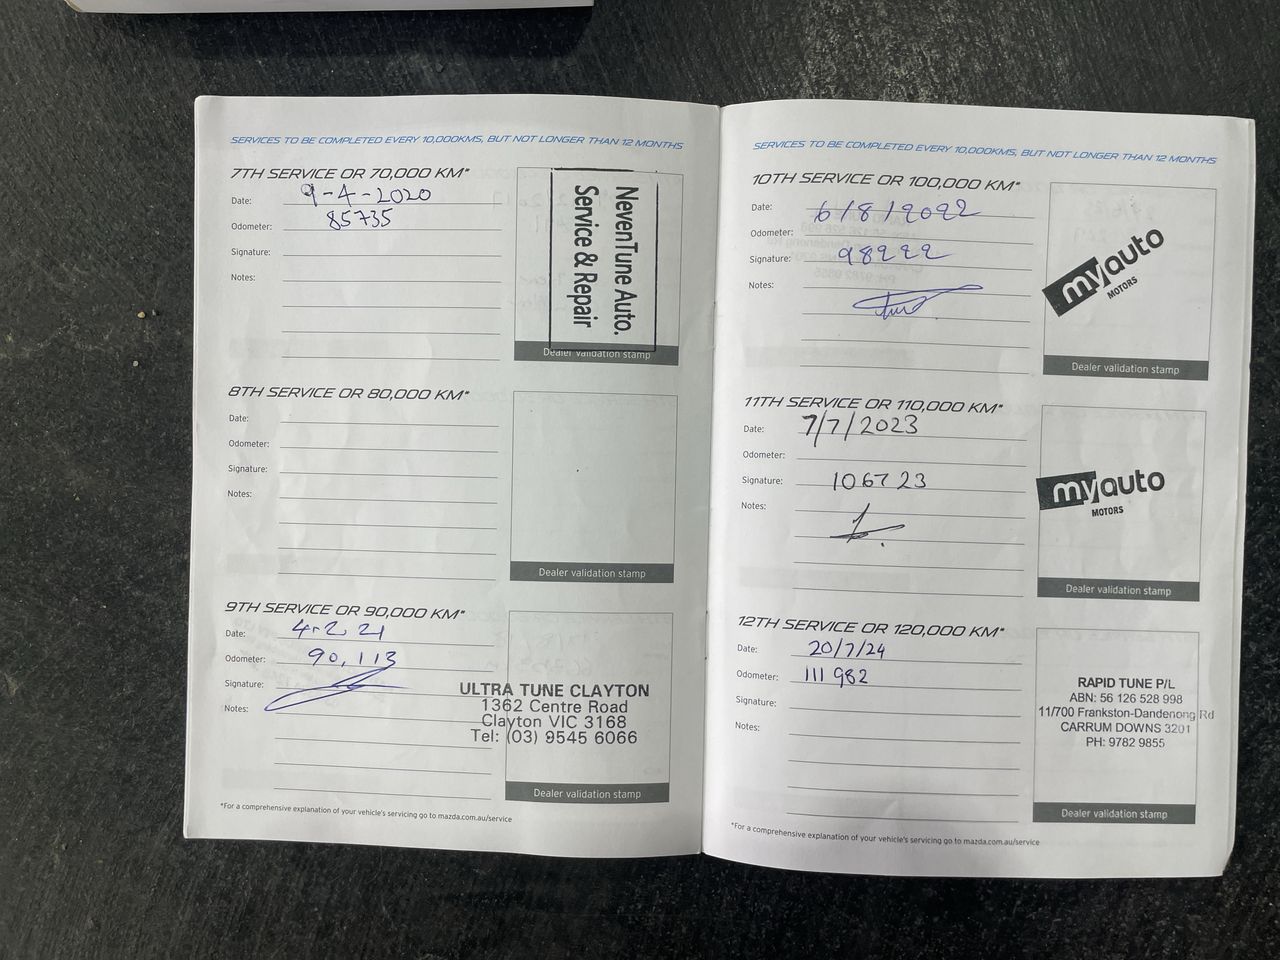 SERVICES TO BE COMPLETED EVERY 10,000KMS, BUT NOT LONGER THAN 12 MONTHS
7TH SERVICE OR 70,000 KM*
Date: 9-4-2020
Odometer: 85735
Signature:
Notes:
NevenTune Auto.
Service & Repair
Dealer validation stamp
8TH SERVICE OR 80,000 KM*
Date:
Odometer:
Signature:
Notes:
Dealer validation stamp
9TH SERVICE OR 90,000 KM*
Date: 4.2.21
Odometer: 90,113
Signature:
Notes:
ULTRA TUNE CLAYTON
1362 Centre Road
Clayton VIC 3168
Tel: (03) 9545 6066
Dealer validation stamp
*For a comprehensive explanation of your vehicle's servicing go to mazda.com.au/service
SERVICES TO BE COMPLETED EVERY 10,000KMS, BUT NOT LONGER THAN 12 MONTHS
10TH SERVICE OR 100,000 KM*
Date: 6/8/2022
Odometer:
Signature: 98222
Notes:
myauto
MOTORS
Dealer validation stamp
11TH SERVICE OR 110,000 KM*
Date: 7/7/2023
Odometer:
Signature: 106723
Notes:
myauto
MOTORS
Dealer validation stamp
12TH SERVICE OR 120,000 KM*
Date: 20/7/24
Odometer: 111 982
Signature:
Notes:
RAPID TUNE P/L
ABN: 56 126 528 998
11/700 Frankston-Dandenong Rd
CARRUM DOWNS 3201
PH: 9782 9855
Dealer validation stamp
*For a comprehensive explanation of your vehicle's servicing go to mazda.com.au/service